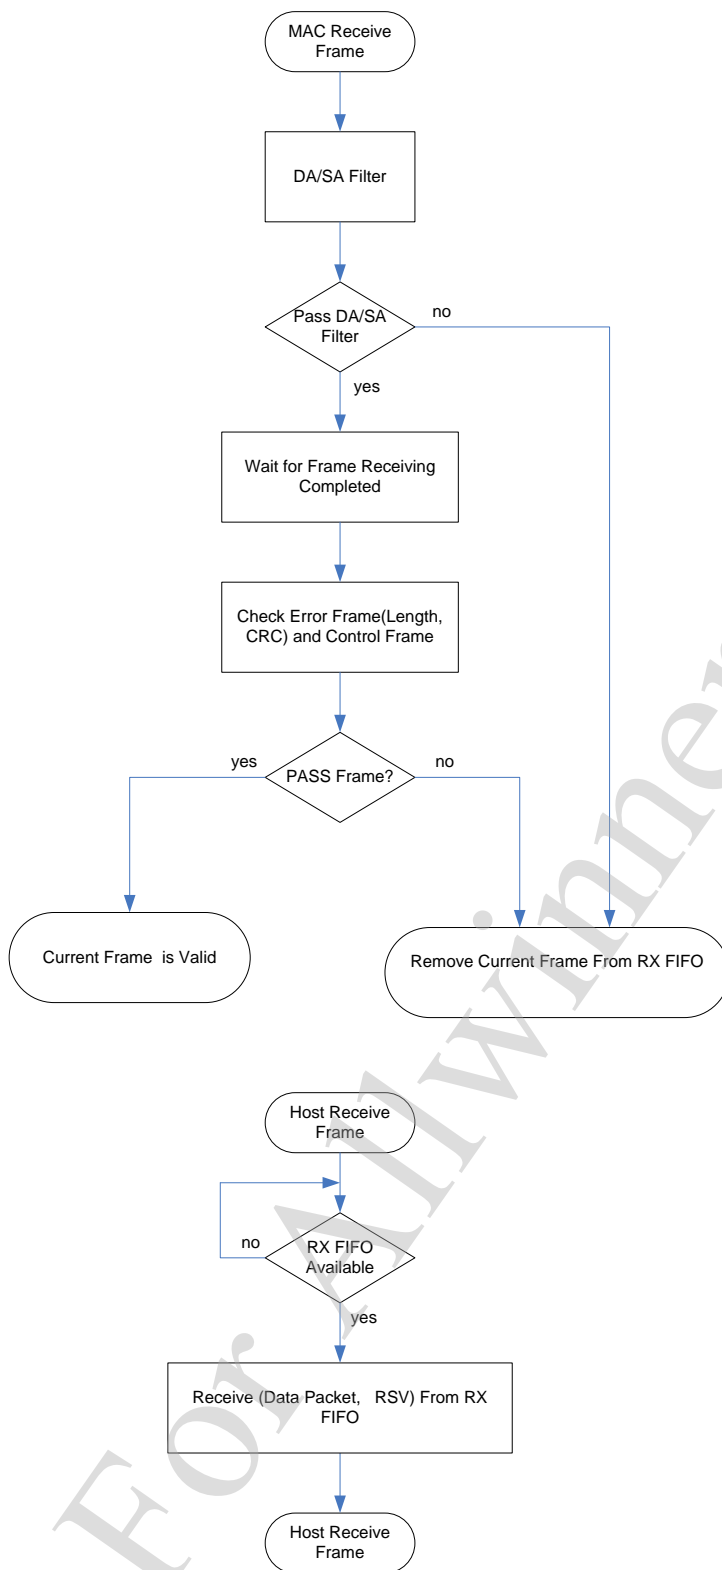 MAC Receive
Frame
DA/SA Filter
Pass DA/SA
Filter
no
yes
Wait for Frame Receiving
Completed
Check Error Frame(Length,
CRC) and Control Frame
yes
PASS Frame?
no
Current Frame is Valid
Remove Current Frame From RX FIFO
Host Receive
Frame
no
RX FIFO
Available
yes
Receive (Data Packet, RSV) From RX
FIFO
Host Receive
Frame
For Allwinner